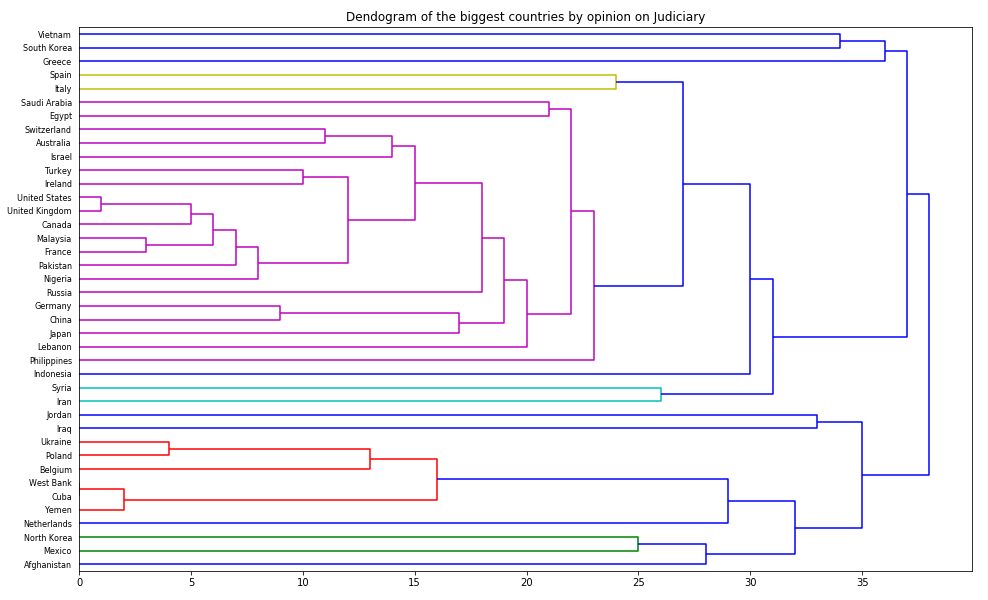 Dendogram of the biggest countries by opinion on Judiciary
Vietnam
South Korea
Greece
Spain
Italy
Saudi Arabia
Egypt
Switzerland
Australia
Israel
Turkey
Ireland
United States
United Kingdom
Canada
Malaysia
France
Pakistan
Nigeria
Russia
Germany
China
Japan
Lebanon
Philippines
Indonesia
Syria
Iran
Jordan
Iraq
Ukraine
Poland
Belgium
West Bank
Cuba
Yemen
Netherlands
North Korea
Mexico
Afghanistan
0 5 10 15 20 25 30 35